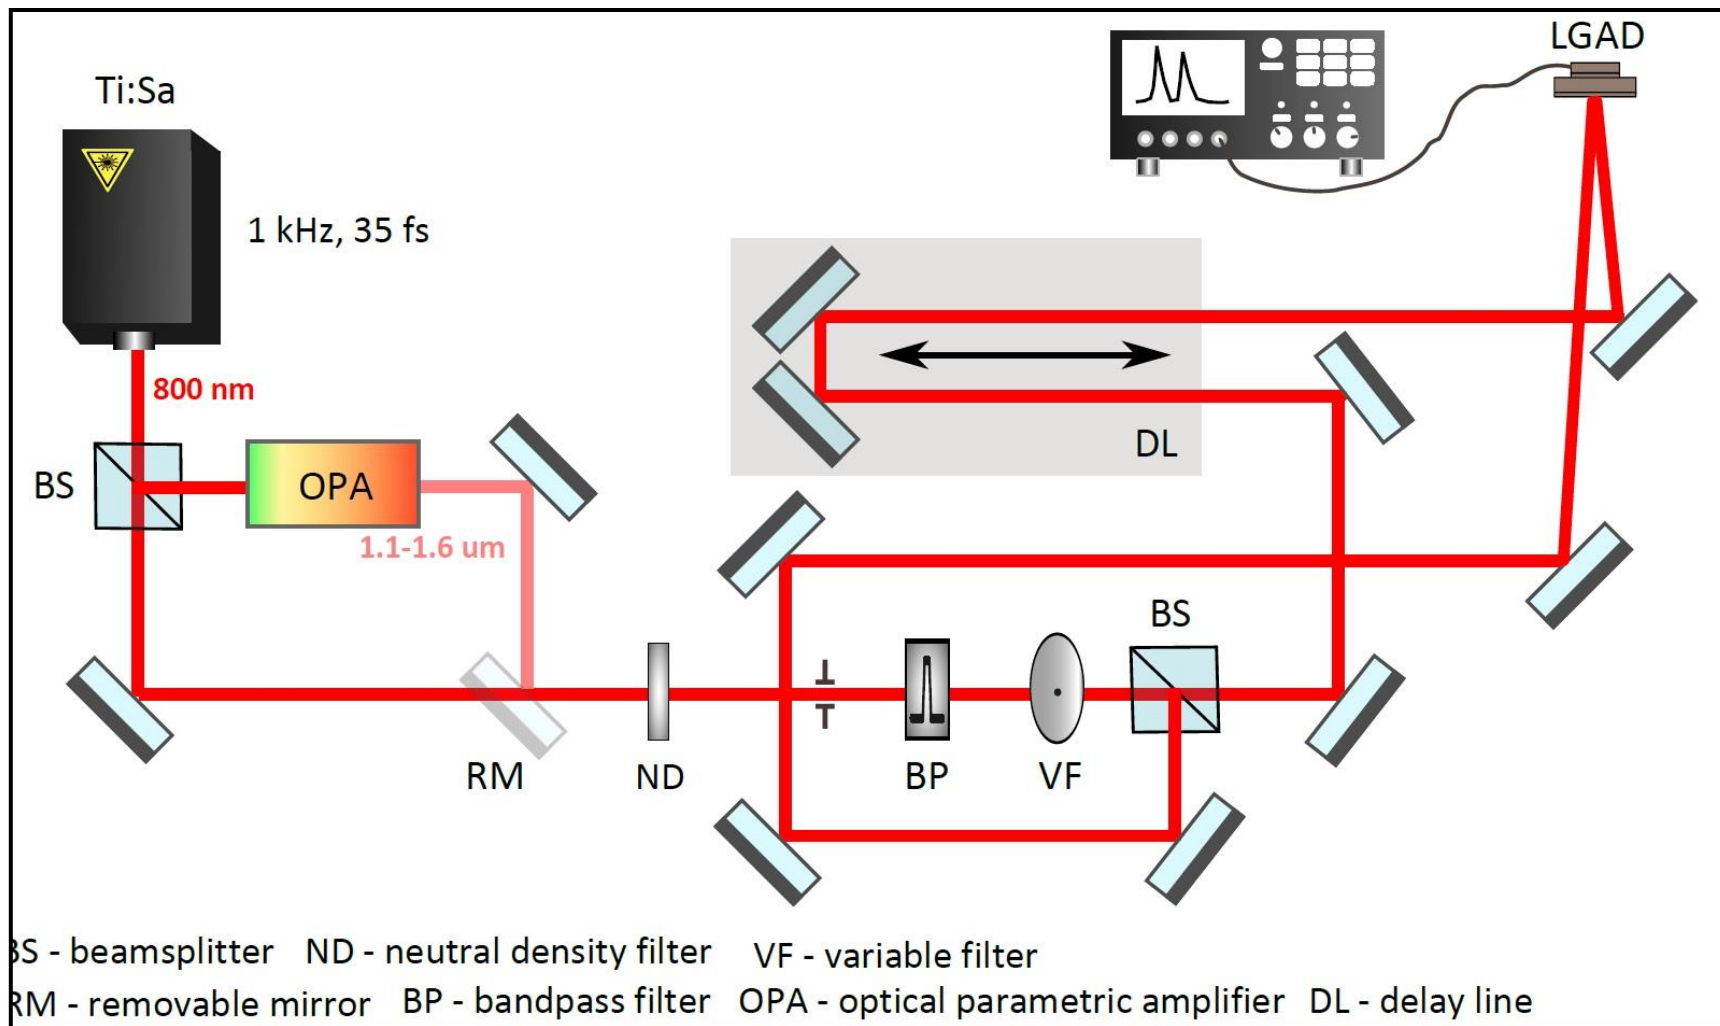 LGAD
Ti:Sa
1 kHz, 35 fs
800 nm
BS
OPA
DL
1.1-1.6 um
BS
RM
ND
BP
VF
BS - beamsplitter ND - neutral density filter VF - variable filter
RM - removable mirror BP - bandpass filter OPA - optical parametric amplifier DL - delay line